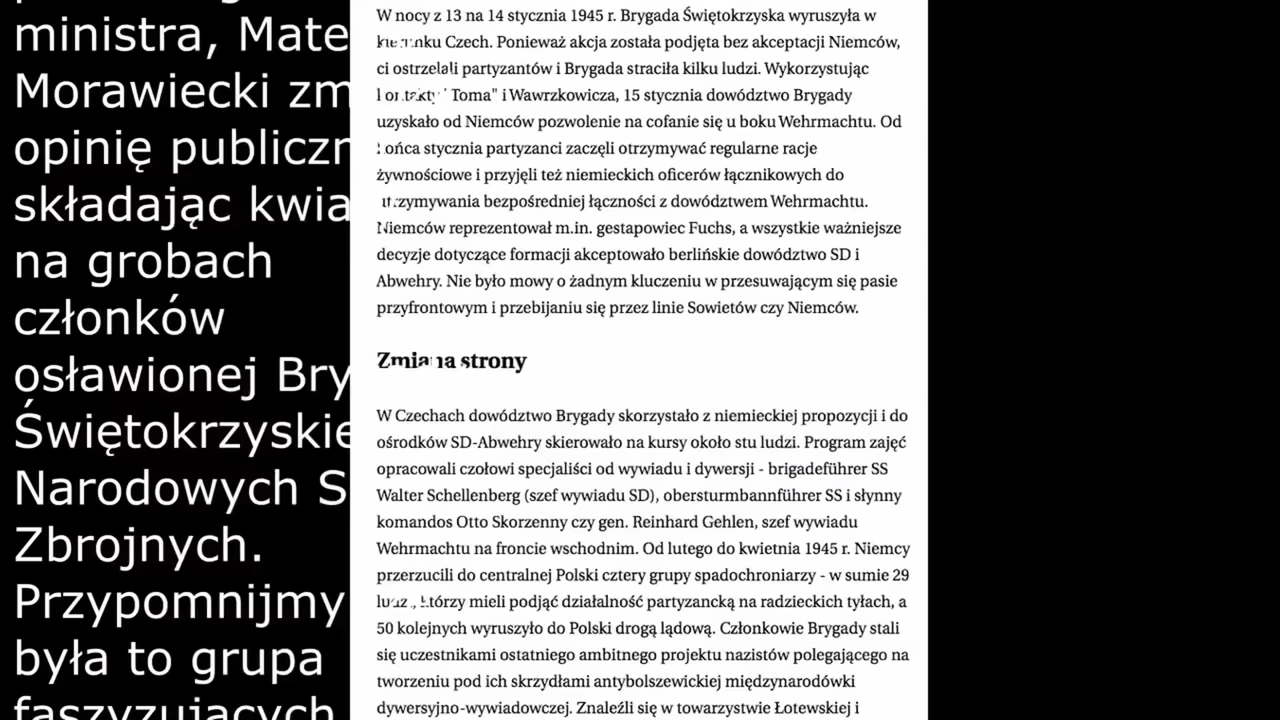 ministra, Mate
Morawiecki zm
opinię publiczn
składając kwia
na grobach
członków
osławionej Bry
Świętokrzyskie
Narodowych S
Zbrojnych.
Przypomnijmy
była to grupa
faszyzujących
W nocy z 13 na 14 stycznia 1945 r. Brygada Świętokrzyska wyruszyła w
kierunku Czech. Ponieważ akcja została podjęta bez akceptacji Niemców,
ci ostrzelali partyzantów i Brygada straciła kilku ludzi. Wykorzystując
kontakty "Toma" i Wawrzkowicza, 15 stycznia dowództwo Brygady
uzyskało od Niemców pozwolenie na cofanie się u boku Wehrmachtu. Od
końca stycznia partyzanci zaczęli otrzymywać regularne racje
żywnościowe i przyjęli też niemieckich oficerów łącznikowych do
utrzymywania bezpośredniej łączności z dowództwem Wehrmachtu.
Niemców reprezentował m.in. gestapowiec Fuchs, a wszystkie ważniejsze
decyzje dotyczące formacji akceptowało berlińskie dowództwo SD i
Abwehry. Nie było mowy o żadnym kluczeniu w przesuwającym się pasie
przyfrontowym i przebijaniu się przez linie Sowietów czy Niemców.
Zmiana strony
W Czechach dowództwo Brygady skorzystało z niemieckiej propozycji i do
ośrodków SD-Abwehry skierowało na kursy około stu ludzi. Program zajęć
opracowali czołowi specjaliści od wywiadu i dywersji - brigadeführer SS
Walter Schellenberg (szef wywiadu SD), obersturmbannführer SS i słynny
komandos Otto Skorzenny czy gen. Reinhard Gehlen, szef wywiadu
Wehrmachtu na froncie wschodnim. Od lutego do kwietnia 1945 r. Niemcy
przerzucili do centralnej Polski cztery grupy spadochroniarzy - w sumie 29
ludzi, którzy mieli podjąć działalność partyzancką na radzieckich tyłach, a
50 kolejnych wyruszyło do Polski drogą lądową. Członkowie Brygady stali
się uczestnikami ostatniego ambitnego projektu nazistów polegającego na
tworzeniu pod ich skrzydłami antybolszewickiej międzynarodówki
dywersyjno-wywiadowczej. Znaleźli się w towarzystwie Łotewskiej i